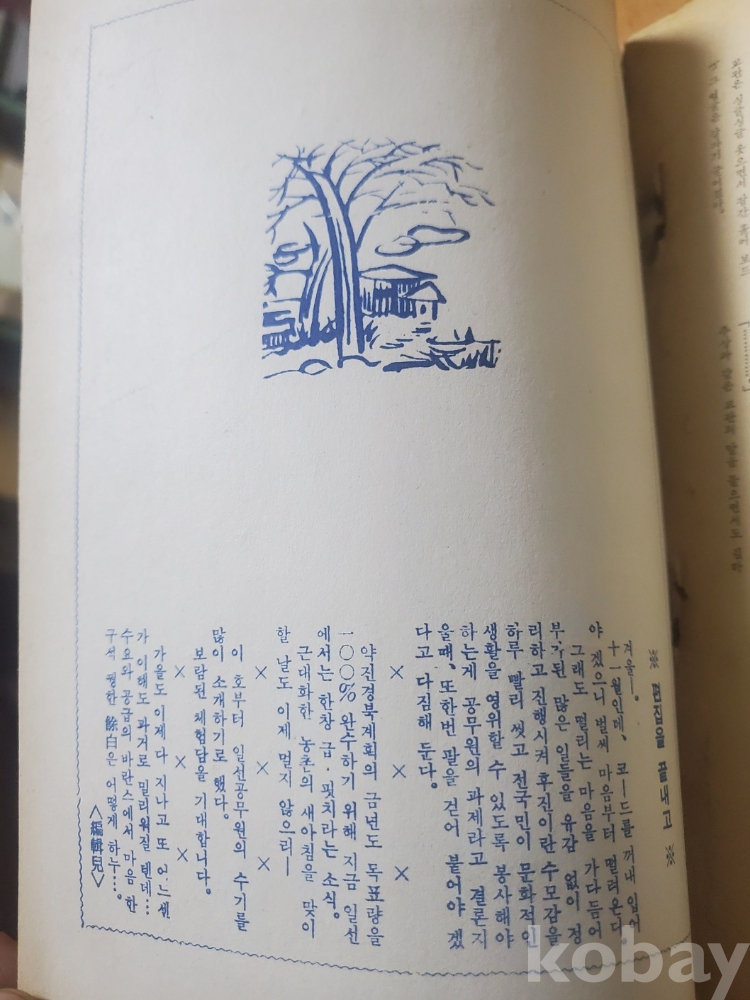 ※ 편집을 끝내고 ※
겨울—。
十一월인데、코—트를 꺼내 입어
야 겠으니 벌써 마음부터 떨려온다
그래도 떨리는 마음을 가다듬어
부가된 많은 일들을 유감 없이 정
리하고 진행시켜 후진이란 수모감을
하루 빨리 씻고 전국민이 문화적인
생활을 영위할 수 있도록 봉사해야
하는게 공무원의 과제라고 결론지
을때、또한번 팔을 걷어 붙여야 겠
다고 다짐해 둔다。
× × ×
약진경북계획의 금년도 목표량을
一〇〇% 완수하기 위해 지금 일선
에서는 한창 급·핏치라는 소식。
근대화한 농촌의 새아침을 맞이
할 날도 이제 멀지 않으리—
× × ×
이 호부터 일선공무원의 수기를
많이 소개하기로 했다。
보람된 체험담을 기대합니다。
× × ×
가을도 이제 다 지나고 또 어느새
가 이해도 과거로 밀리워질 텐데…
수요와 공급의 바란스에서 마음 한
구석 휑한 餘白은 어떻게 하누…。
<編輯兒>
kobay